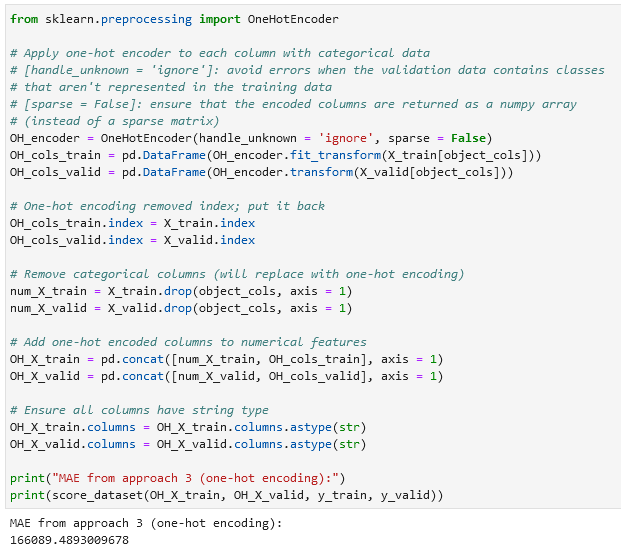 from sklearn.preprocessing import OneHotEncoder
# Apply one-hot encoder to each column with categorical data
# [handle_unknown = 'ignore']: avoid errors when the validation data contains classes
# that aren't represented in the training data
# [sparse = False]: ensure that the encoded columns are returned as a numpy array
# (instead of a sparse matrix)
OH_encoder = OneHotEncoder(handle_unknown = 'ignore', sparse = False)
OH_cols_train = pd.DataFrame(OH_encoder.fit_transform(X_train[object_cols]))
OH_cols_valid = pd.DataFrame(OH_encoder.transform(X_valid[object_cols]))
# One-hot encoding removed index; put it back
OH_cols_train.index = X_train.index
OH_cols_valid.index = X_valid.index
# Remove categorical columns (will replace with one-hot encoding)
num_X_train = X_train.drop(object_cols, axis = 1)
num_X_valid = X_valid.drop(object_cols, axis = 1)
# Add one-hot encoded columns to numerical features
OH_X_train = pd.concat([num_X_train, OH_cols_train], axis = 1)
OH_X_valid = pd.concat([num_X_valid, OH_cols_valid], axis = 1)
# Ensure all columns have string type
OH_X_train.columns = OH_X_train.columns.astype(str)
OH_X_valid.columns = OH_X_valid.columns.astype(str)
print("MAE from approach 3 (one-hot encoding):")
print(score_dataset(OH_X_train, OH_X_valid, y_train, y_valid))
MAE from approach 3 (one-hot encoding):
166089.4893009678